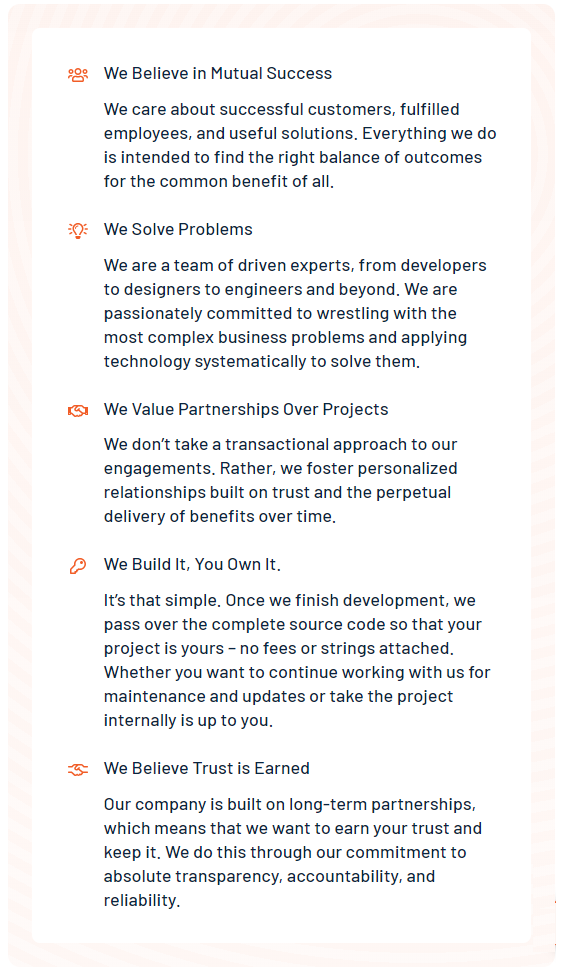 We Believe in Mutual Success
We care about successful customers, fulfilled
employees, and useful solutions. Everything we do
is intended to find the right balance of outcomes
for the common benefit of all.
We Solve Problems
We are a team of driven experts, from developers
to designers to engineers and beyond. We are
passionately committed to wrestling with the
most complex business problems and applying
technology systematically to solve them.
We Value Partnerships Over Projects
We don’t take a transactional approach to our
engagements. Rather, we foster personalized
relationships built on trust and the perpetual
delivery of benefits over time.
We Build It, You Own It.
It’s that simple. Once we finish development, we
pass over the complete source code so that your
project is yours – no fees or strings attached.
Whether you want to continue working with us for
maintenance and updates or take the project
internally is up to you.
We Believe Trust is Earned
Our company is built on long-term partnerships,
which means that we want to earn your trust and
keep it. We do this through our commitment to
absolute transparency, accountability, and
reliability.